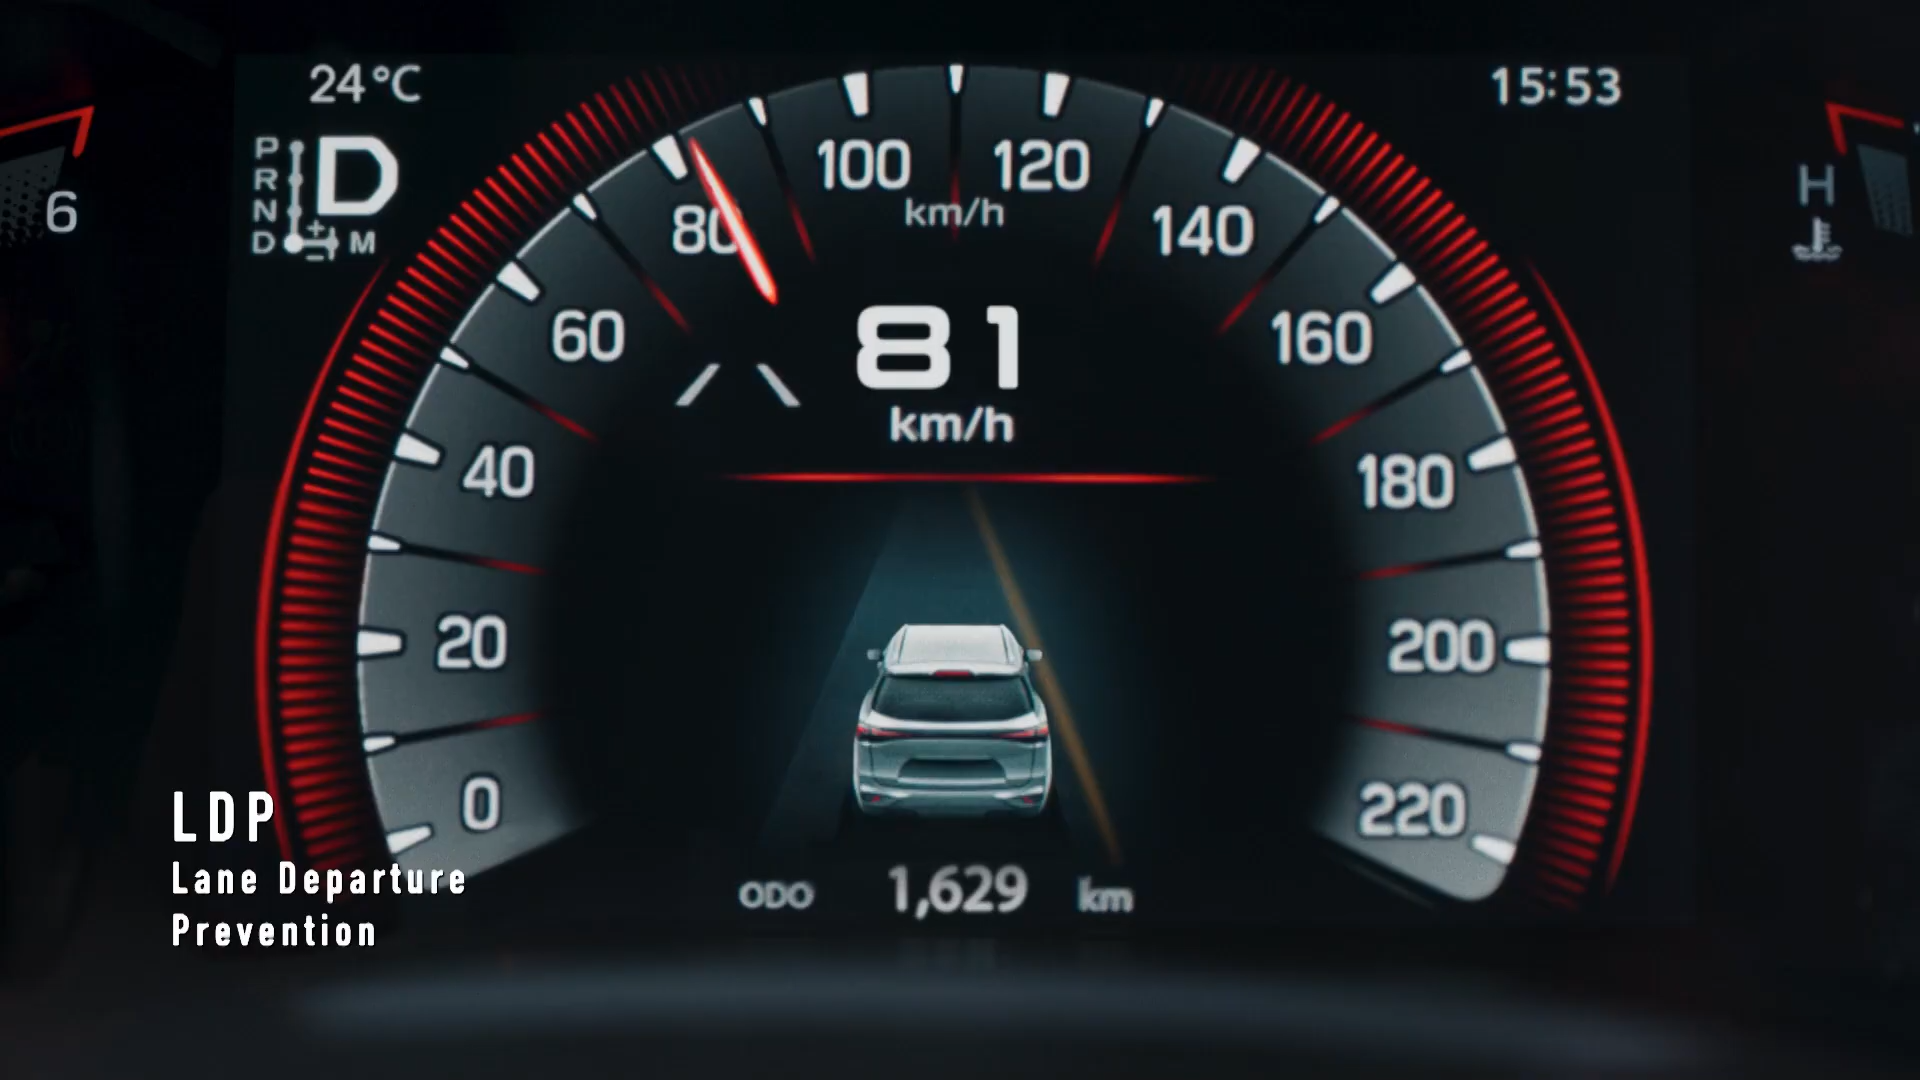 24°C
15:53
P
R
N
D
D
+
−
M
6
H
100
120
km/h
80
140
60
160
81
km/h
40
180
20
200
0
220
ODO 1,629 km
LDP
Lane Departure
Prevention